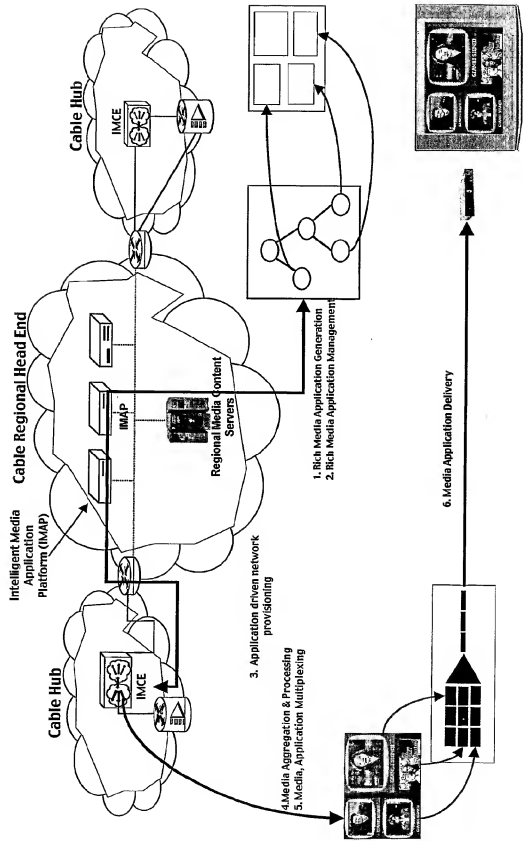 Cable Hub
IMCE
Cable Regional Head End
Intelligent Media
Application
Platform (IMAP)
IMAP
Regional Media Content
Servers
Cable Hub
IMCE
1. Rich Media Application Generation
2. Rich Media Application Management
3. Application driven network
provisioning
4.Media Aggregation & Processing
5. Media, Application Multiplexing
6. Media Application Delivery